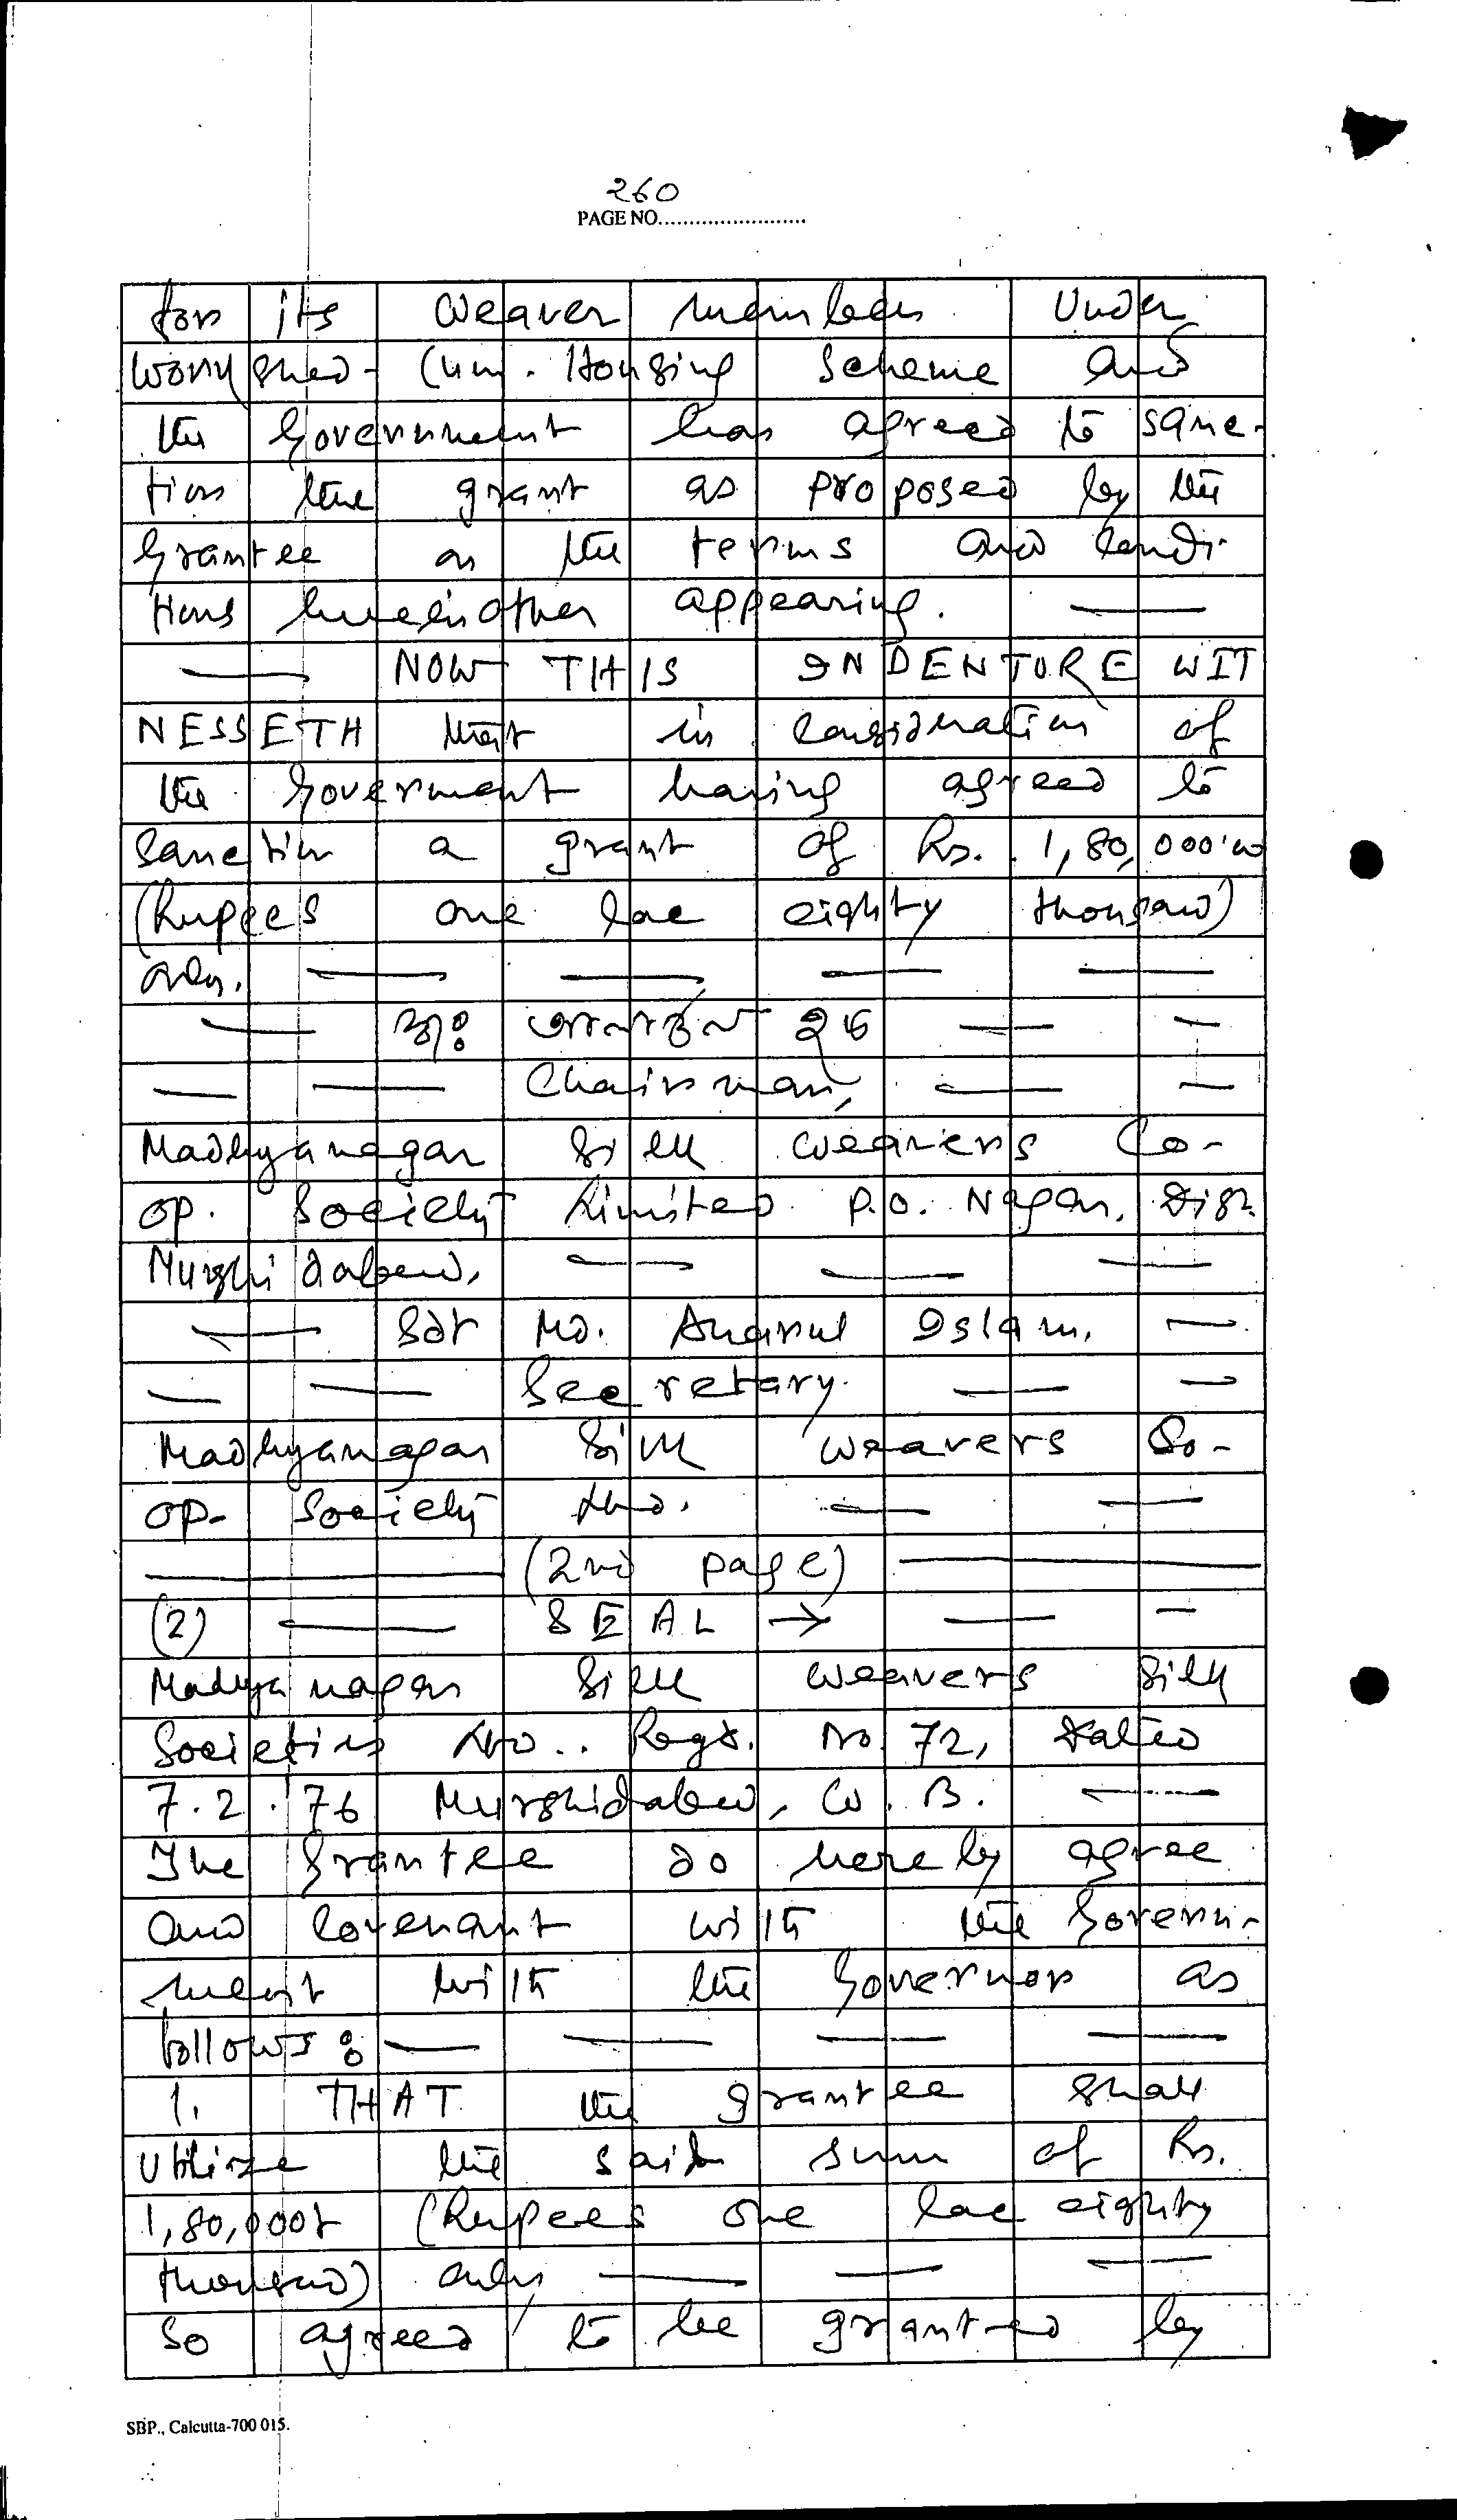 260
PAGE NO........................
for its weaver members Under
Workshed-Cum-Housing Scheme and
the Government has agreed to sanc-
tion the grant as proposed by the
Grantee on the terms and condi-
tions hereinafter appearing. —
— NOW THIS INDENTURE WIT
NESSETH that in consideration of
the Goverment having agreed to
Sanction a grant of Rs. 1,80,000.00
(Rupees one lac eighty thousand)
only. — — — —
— স্বাঃ — —
— — Chairman, — —
Madhyanagar Silk weavers Co-
op. Society Limited. P.O. Nagar, Dist.
Murshidabad, — — —
— Sd/- Md. Anarul Islam. —
— — Secretary. — —
Madhyanagar Silk weavers Co-
op- Society Ltd. — —
— (2nd page) —
(2) — SEAL → — —
Madhya nagar Silk weavers Silk
Societies Ltd.. Regd. No. 72, Dated
7.2.'76 Murshidabad, W.B. —
The Grantee do hereby agree
and Covenant with the Govern-
ment with the Governor as
follows: — — — —
1. THAT the grantee shall
Utilize the said sum of Rs.
1,80,000/- (Rupees one lac eighty
thousand) only — — —
So agreed to be granted by
SBP., Calcutta-700 015.